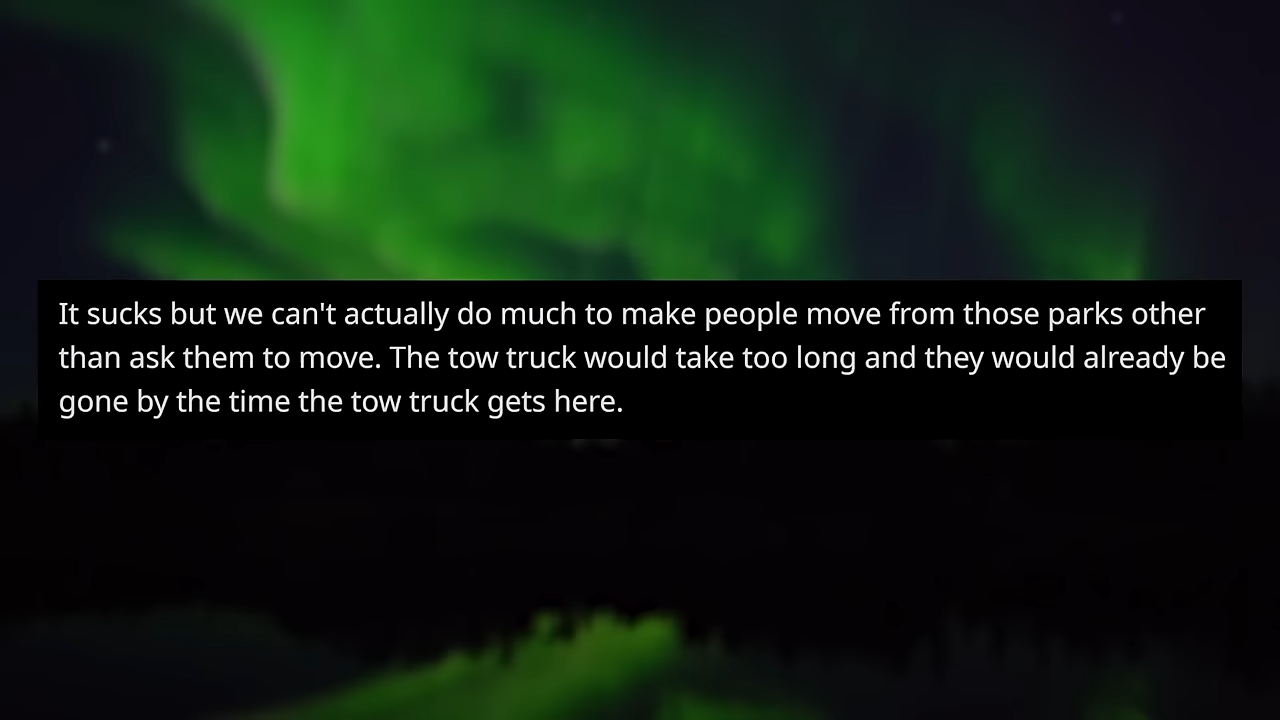 It sucks but we can't actually do much to make people move from those parks other
than ask them to move. The tow truck would take too long and they would already be
gone by the time the tow truck gets here.